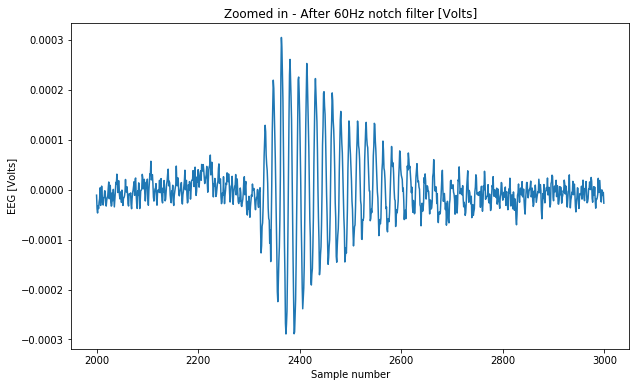 Zoomed in - After 60Hz notch filter [Volts]
0.0003
0.0002
0.0001
0.0000
−0.0001
−0.0002
−0.0003
EEG [Volts]
2000 2200 2400 2600 2800 3000
Sample number